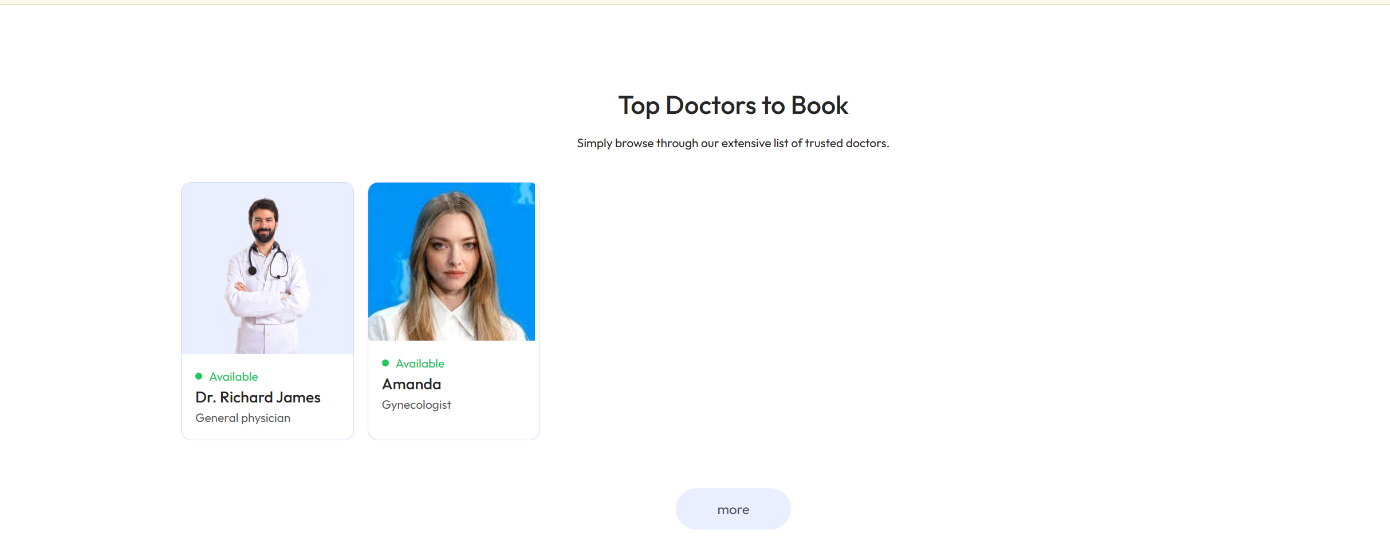 Top Doctors to Book
Simply browse through our extensive list of trusted doctors.
Available
Dr. Richard James
General physician
Available
Amanda
Gynecologist
more